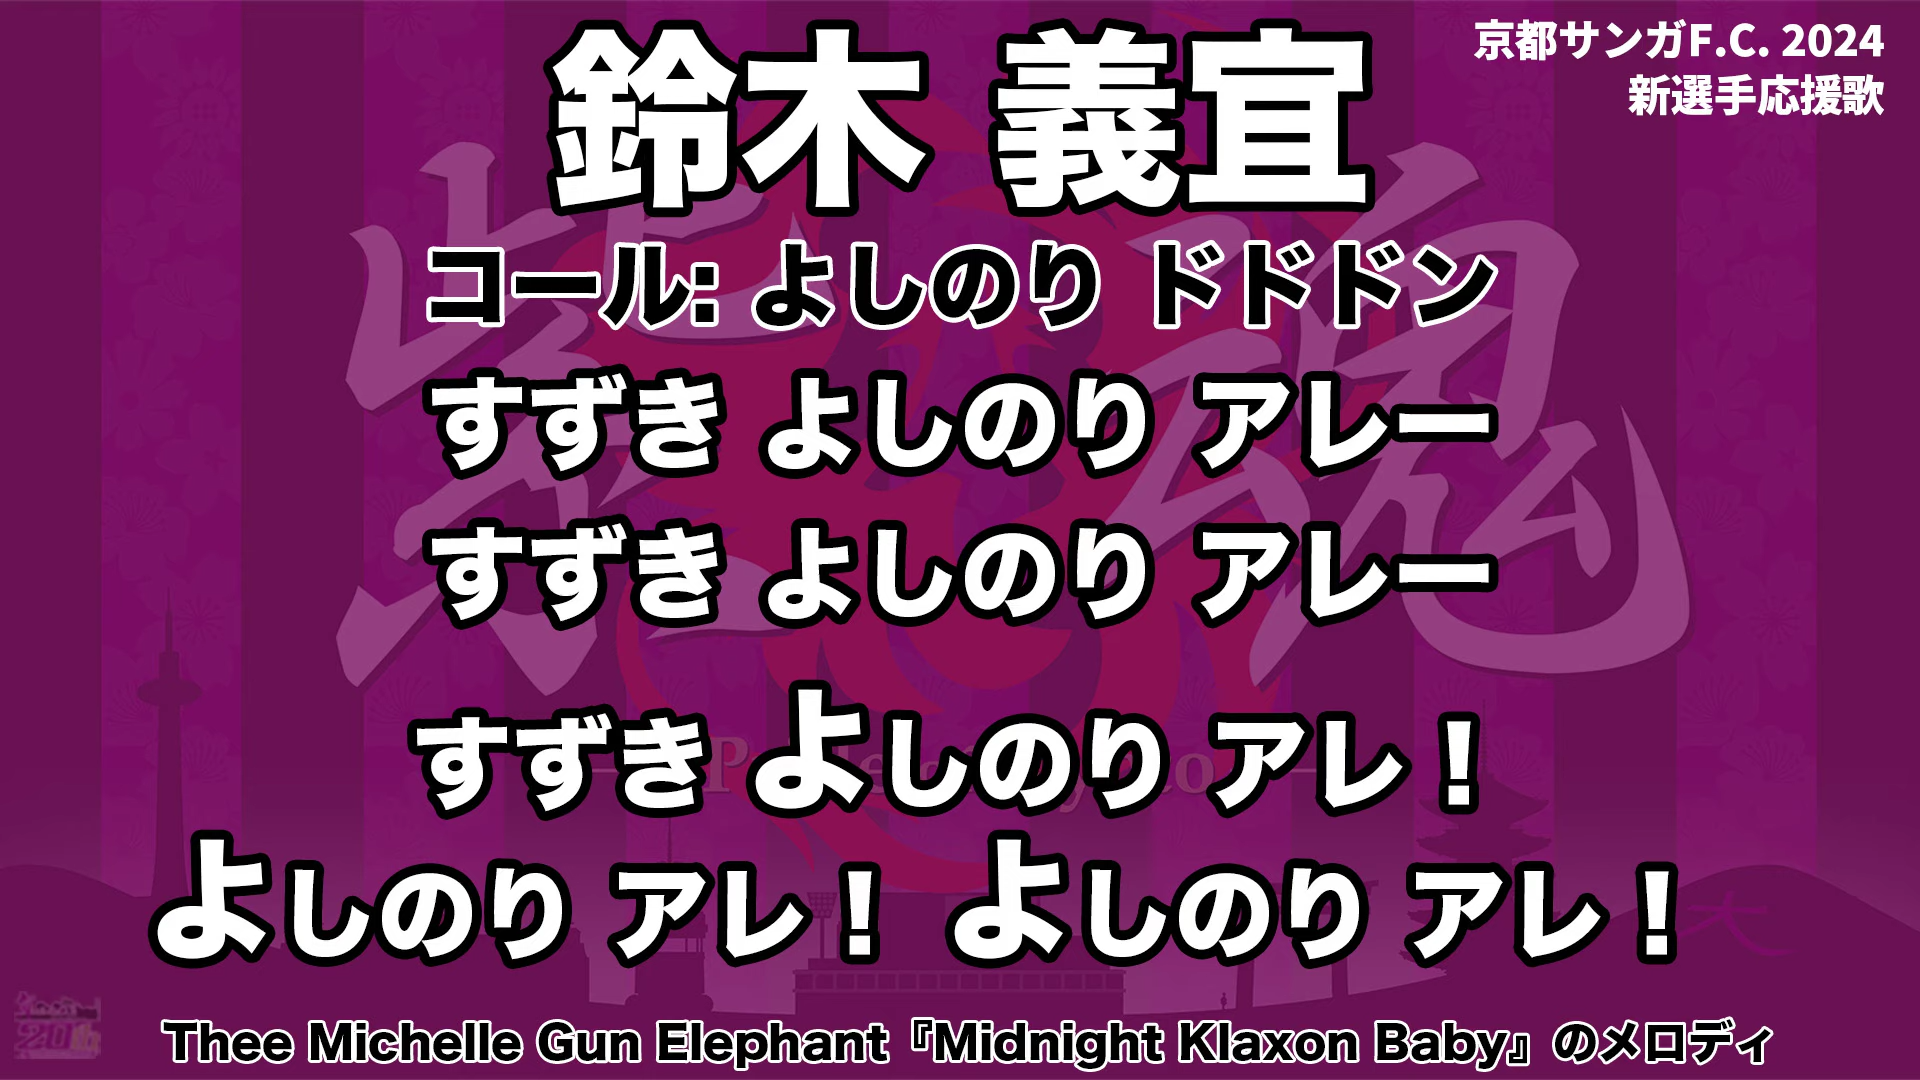 京都サンガF.C. 2024
新選手応援歌
鈴木 義宜
コール: よしのり ドドドン
すずき よしのり アレー
すずき よしのり アレー
すずき よしのり アレ！
よしのり アレ！ よしのり アレ！
Thee Michelle Gun Elephant『Midnight Klaxon Baby』のメロディ
紫魂
大